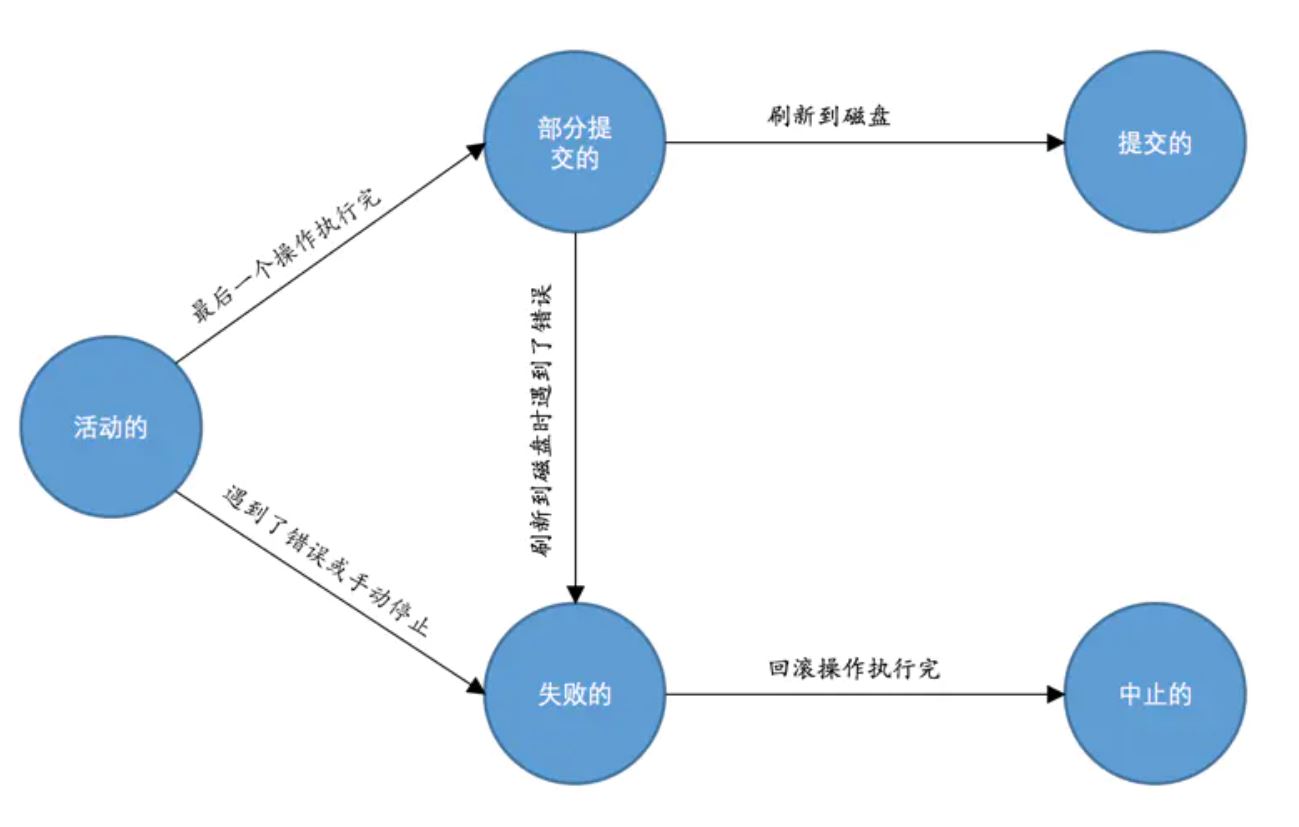 部分提
交的
刷新到磁盘
提交的
最后一个操作执行完
刷新到磁盘时遇到了错误
活动的
遇到了错误或手动停止
失败的
回滚操作执行完
中止的